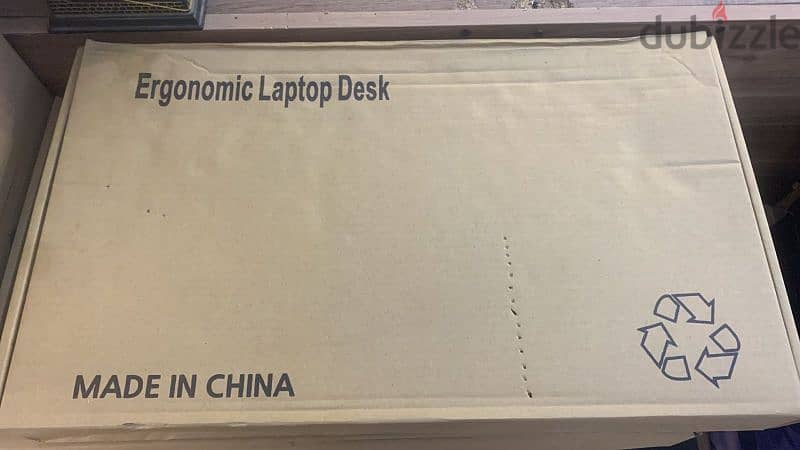 dubizzle
Ergonomic Laptop Desk
MADE IN CHINA